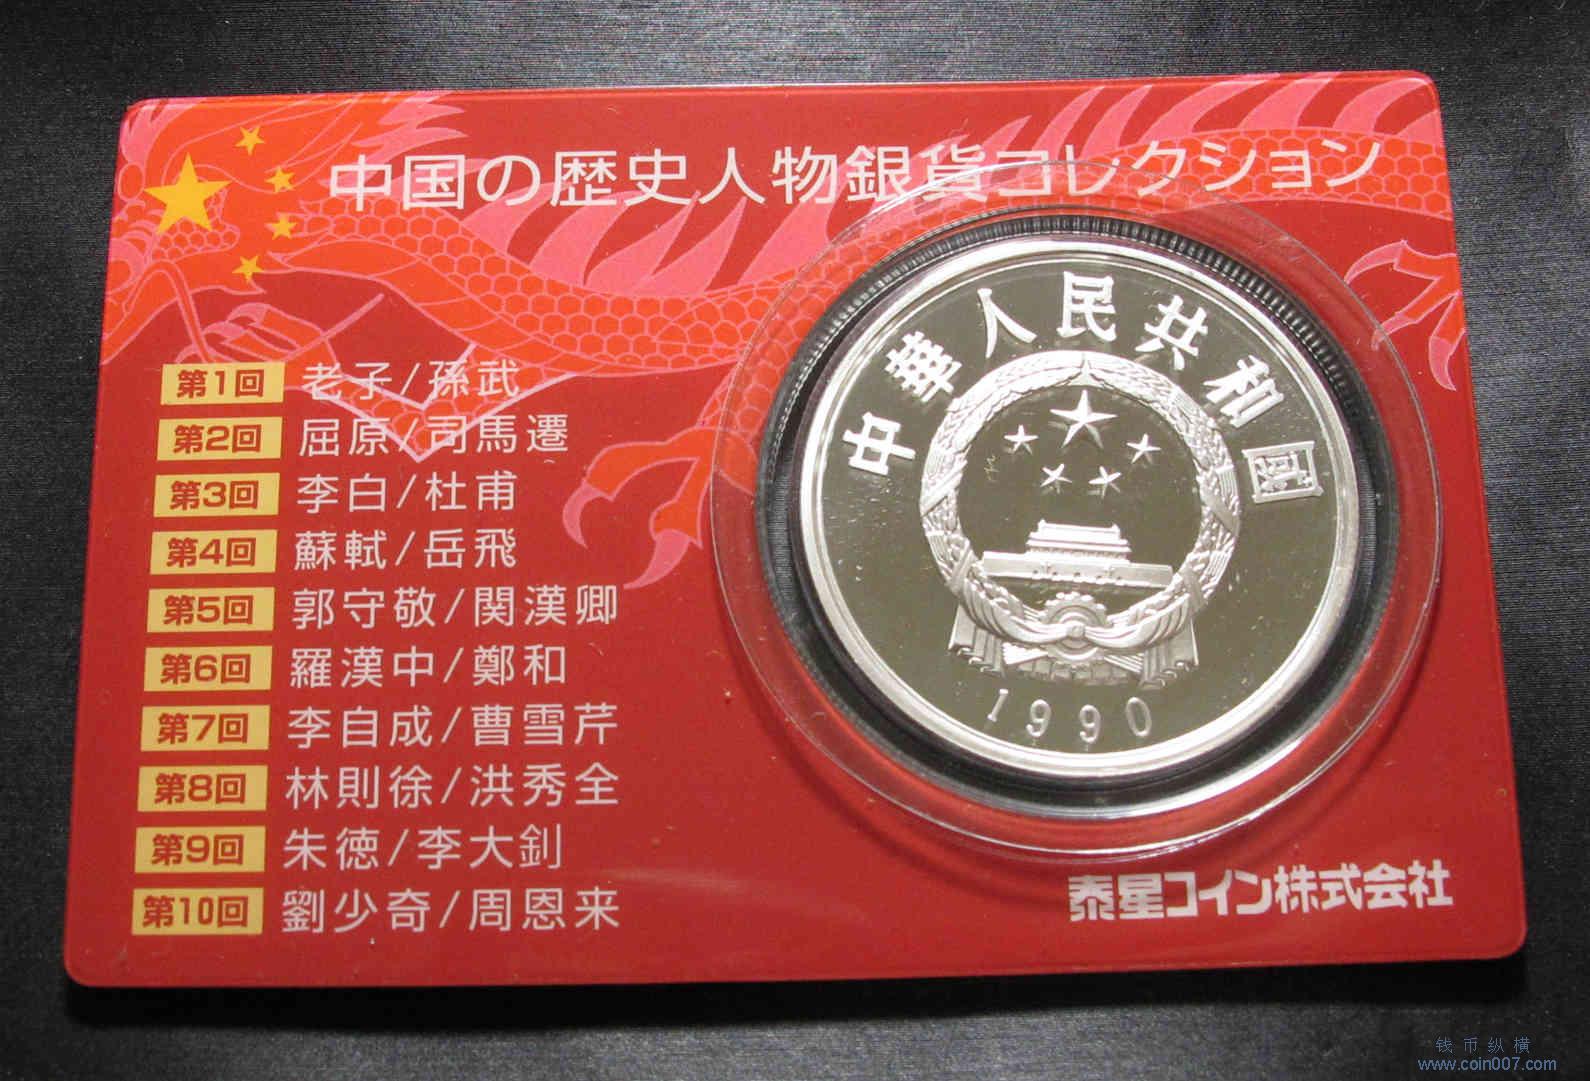 中国の歴史人物銀貨コレクション
中華人民共和國
1990
第1回 老子/孫武
第2回 屈原/司馬遷
第3回 李白/杜甫
第4回 蘇軾/岳飛
第5回 郭守敬/関漢卿
第6回 羅漢中/鄭和
第7回 李自成/曹雪芹
第8回 林則徐/洪秀全
第9回 朱徳/李大釗
第10回 劉少奇/周恩来
泰星コイン株式会社
钱币纵横
www.coin007.com